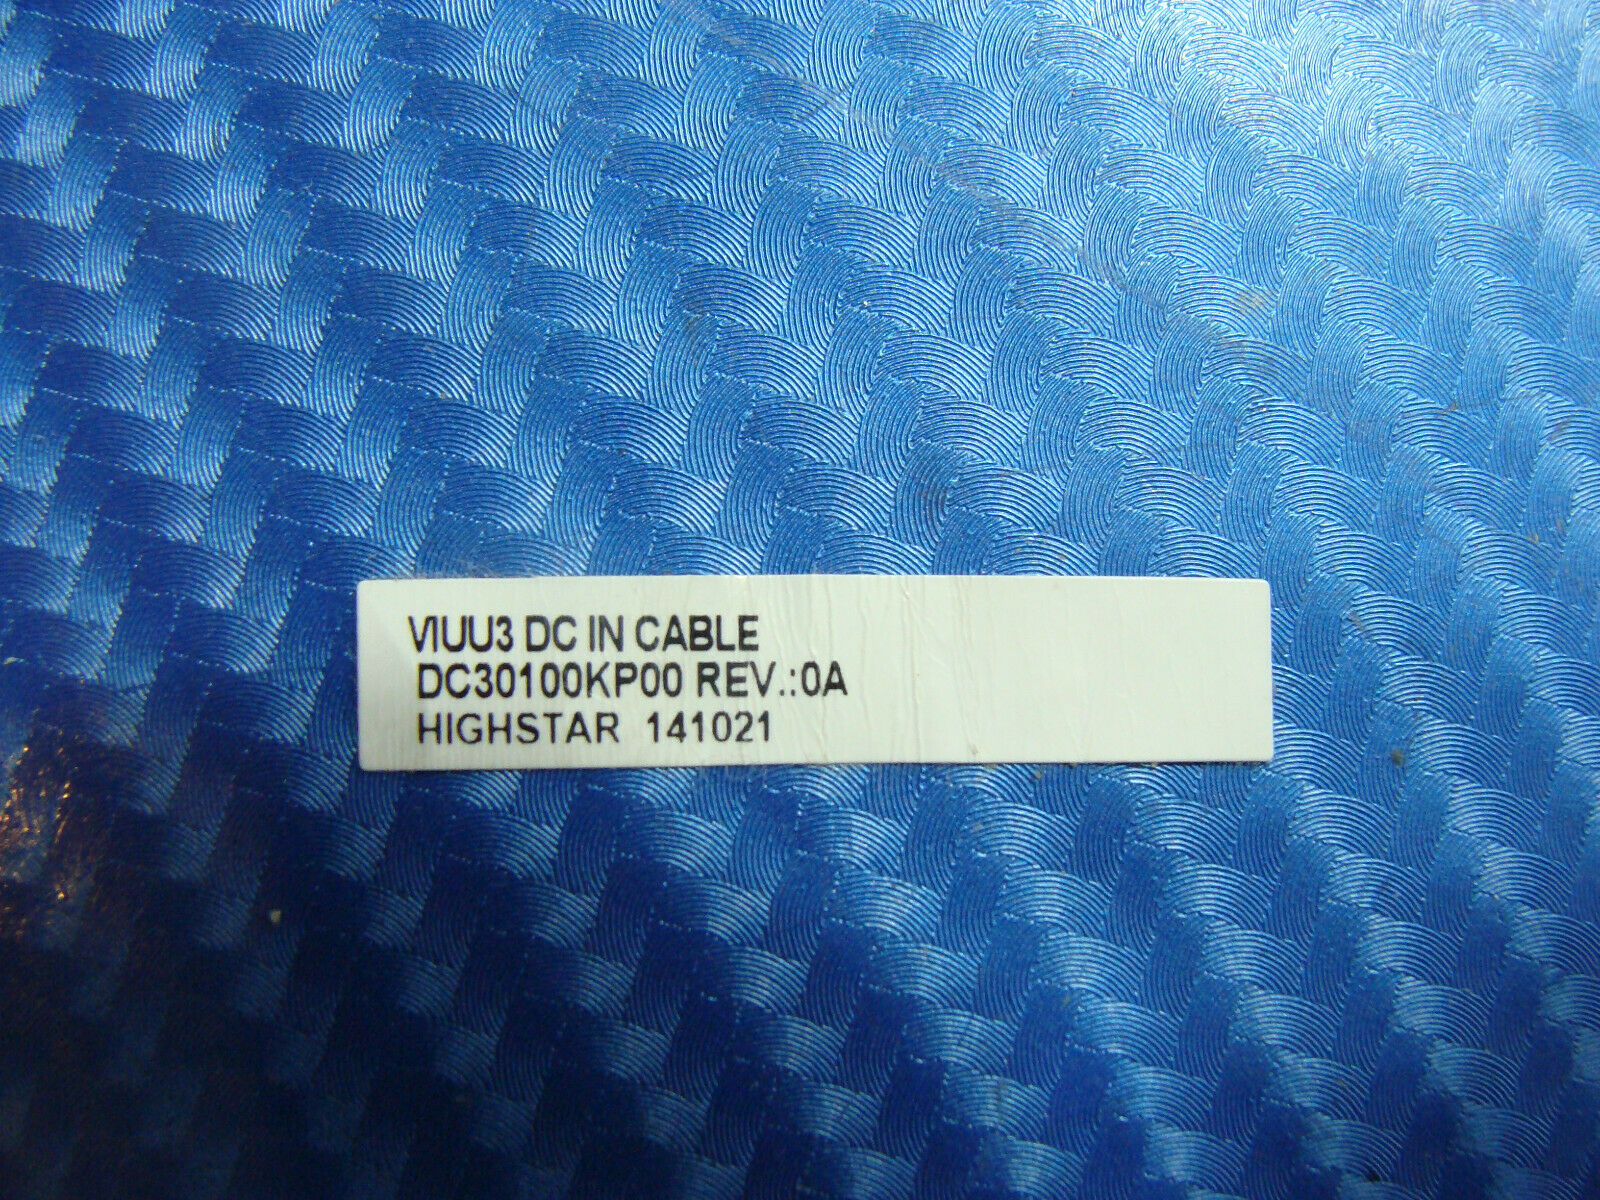 VIUU3 DC IN CABLE
DC30100KP00 REV.:0A
HIGHSTAR 141021